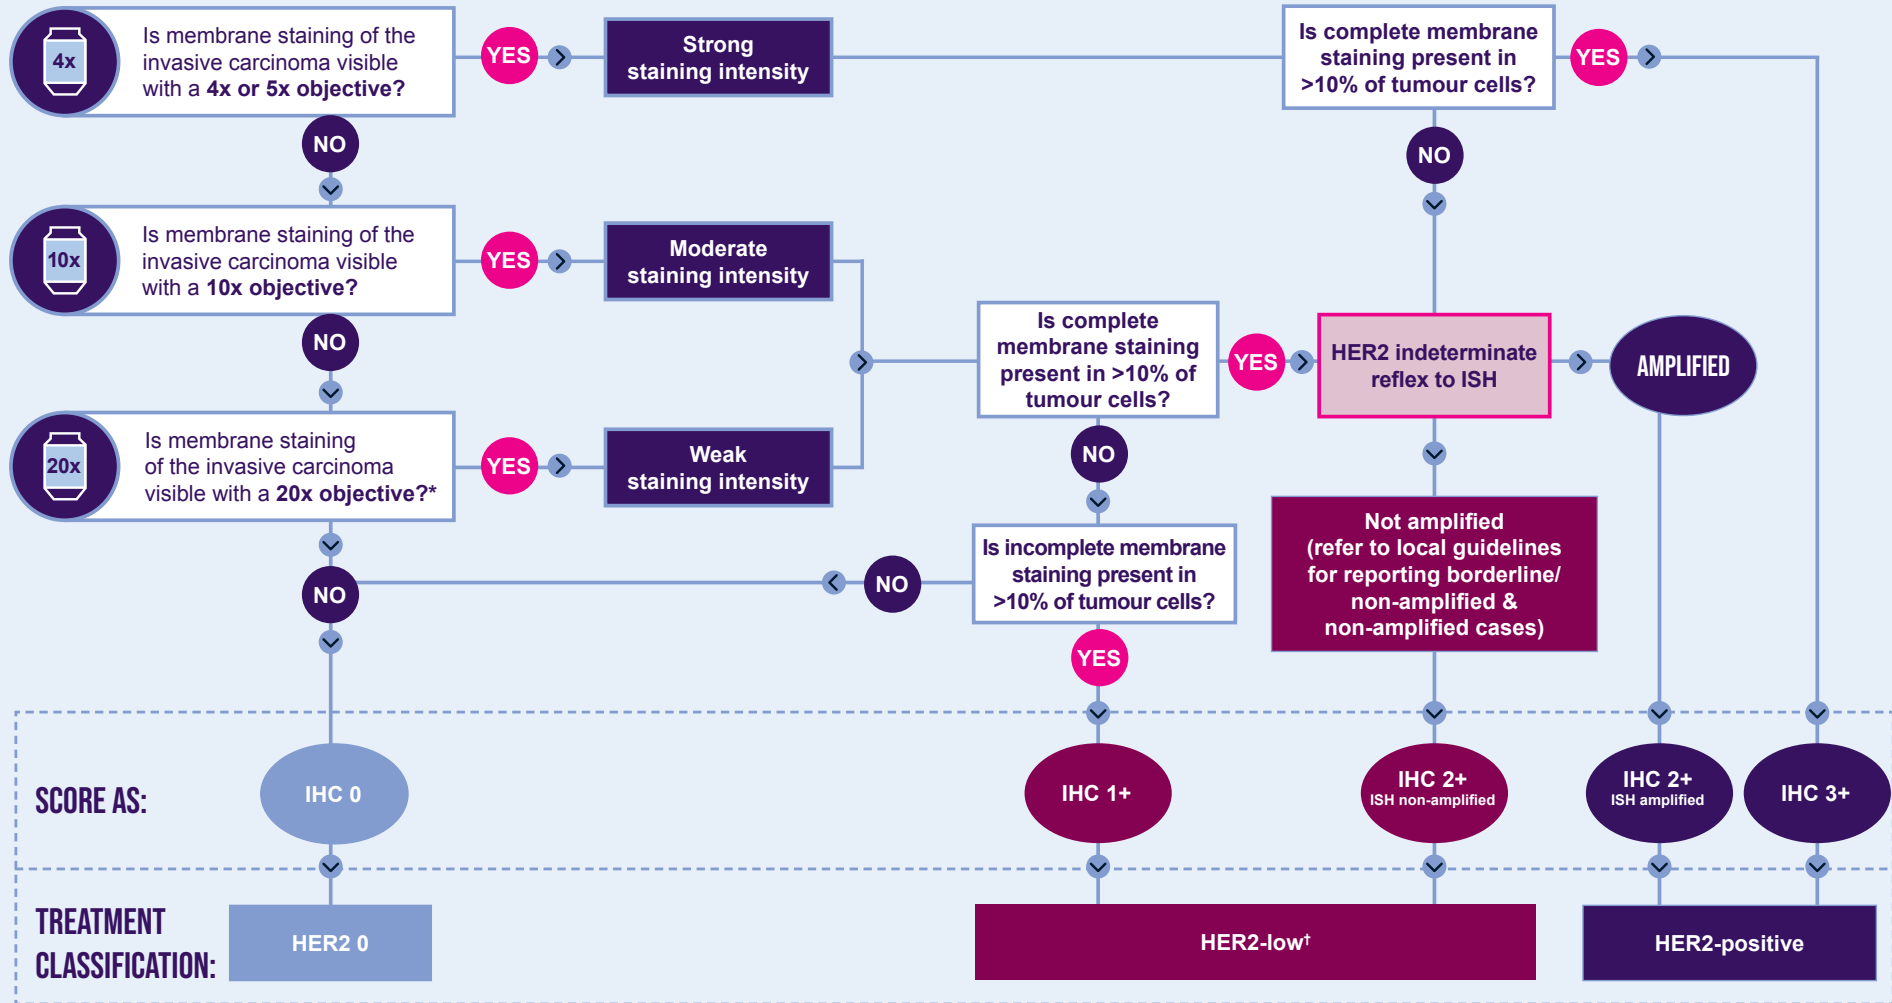 4x
Is membrane staining of the
invasive carcinoma visible
with a 4x or 5x objective?
YES
Strong
staining intensity
Is complete membrane
staining present in
>10% of tumour cells?
YES
NO
NO
10x
Is membrane staining of the
invasive carcinoma visible
with a 10x objective?
YES
Moderate
staining intensity
NO
Is complete
membrane staining
present in >10% of
tumour cells?
YES
HER2 indeterminate
reflex to ISH
AMPLIFIED
20x
Is membrane staining
of the invasive carcinoma
visible with a 20x objective?*
YES
Weak
staining intensity
NO
Not amplified
(refer to local guidelines
for reporting borderline/
non-amplified &
non-amplified cases)
Is incomplete membrane
staining present in
>10% of tumour cells?
NO
NO
YES
SCORE AS:
IHC 0
IHC 1+
IHC 2+
ISH non-amplified
IHC 2+
ISH amplified
IHC 3+
TREATMENT
CLASSIFICATION:
HER2 0
HER2-low†
HER2-positive